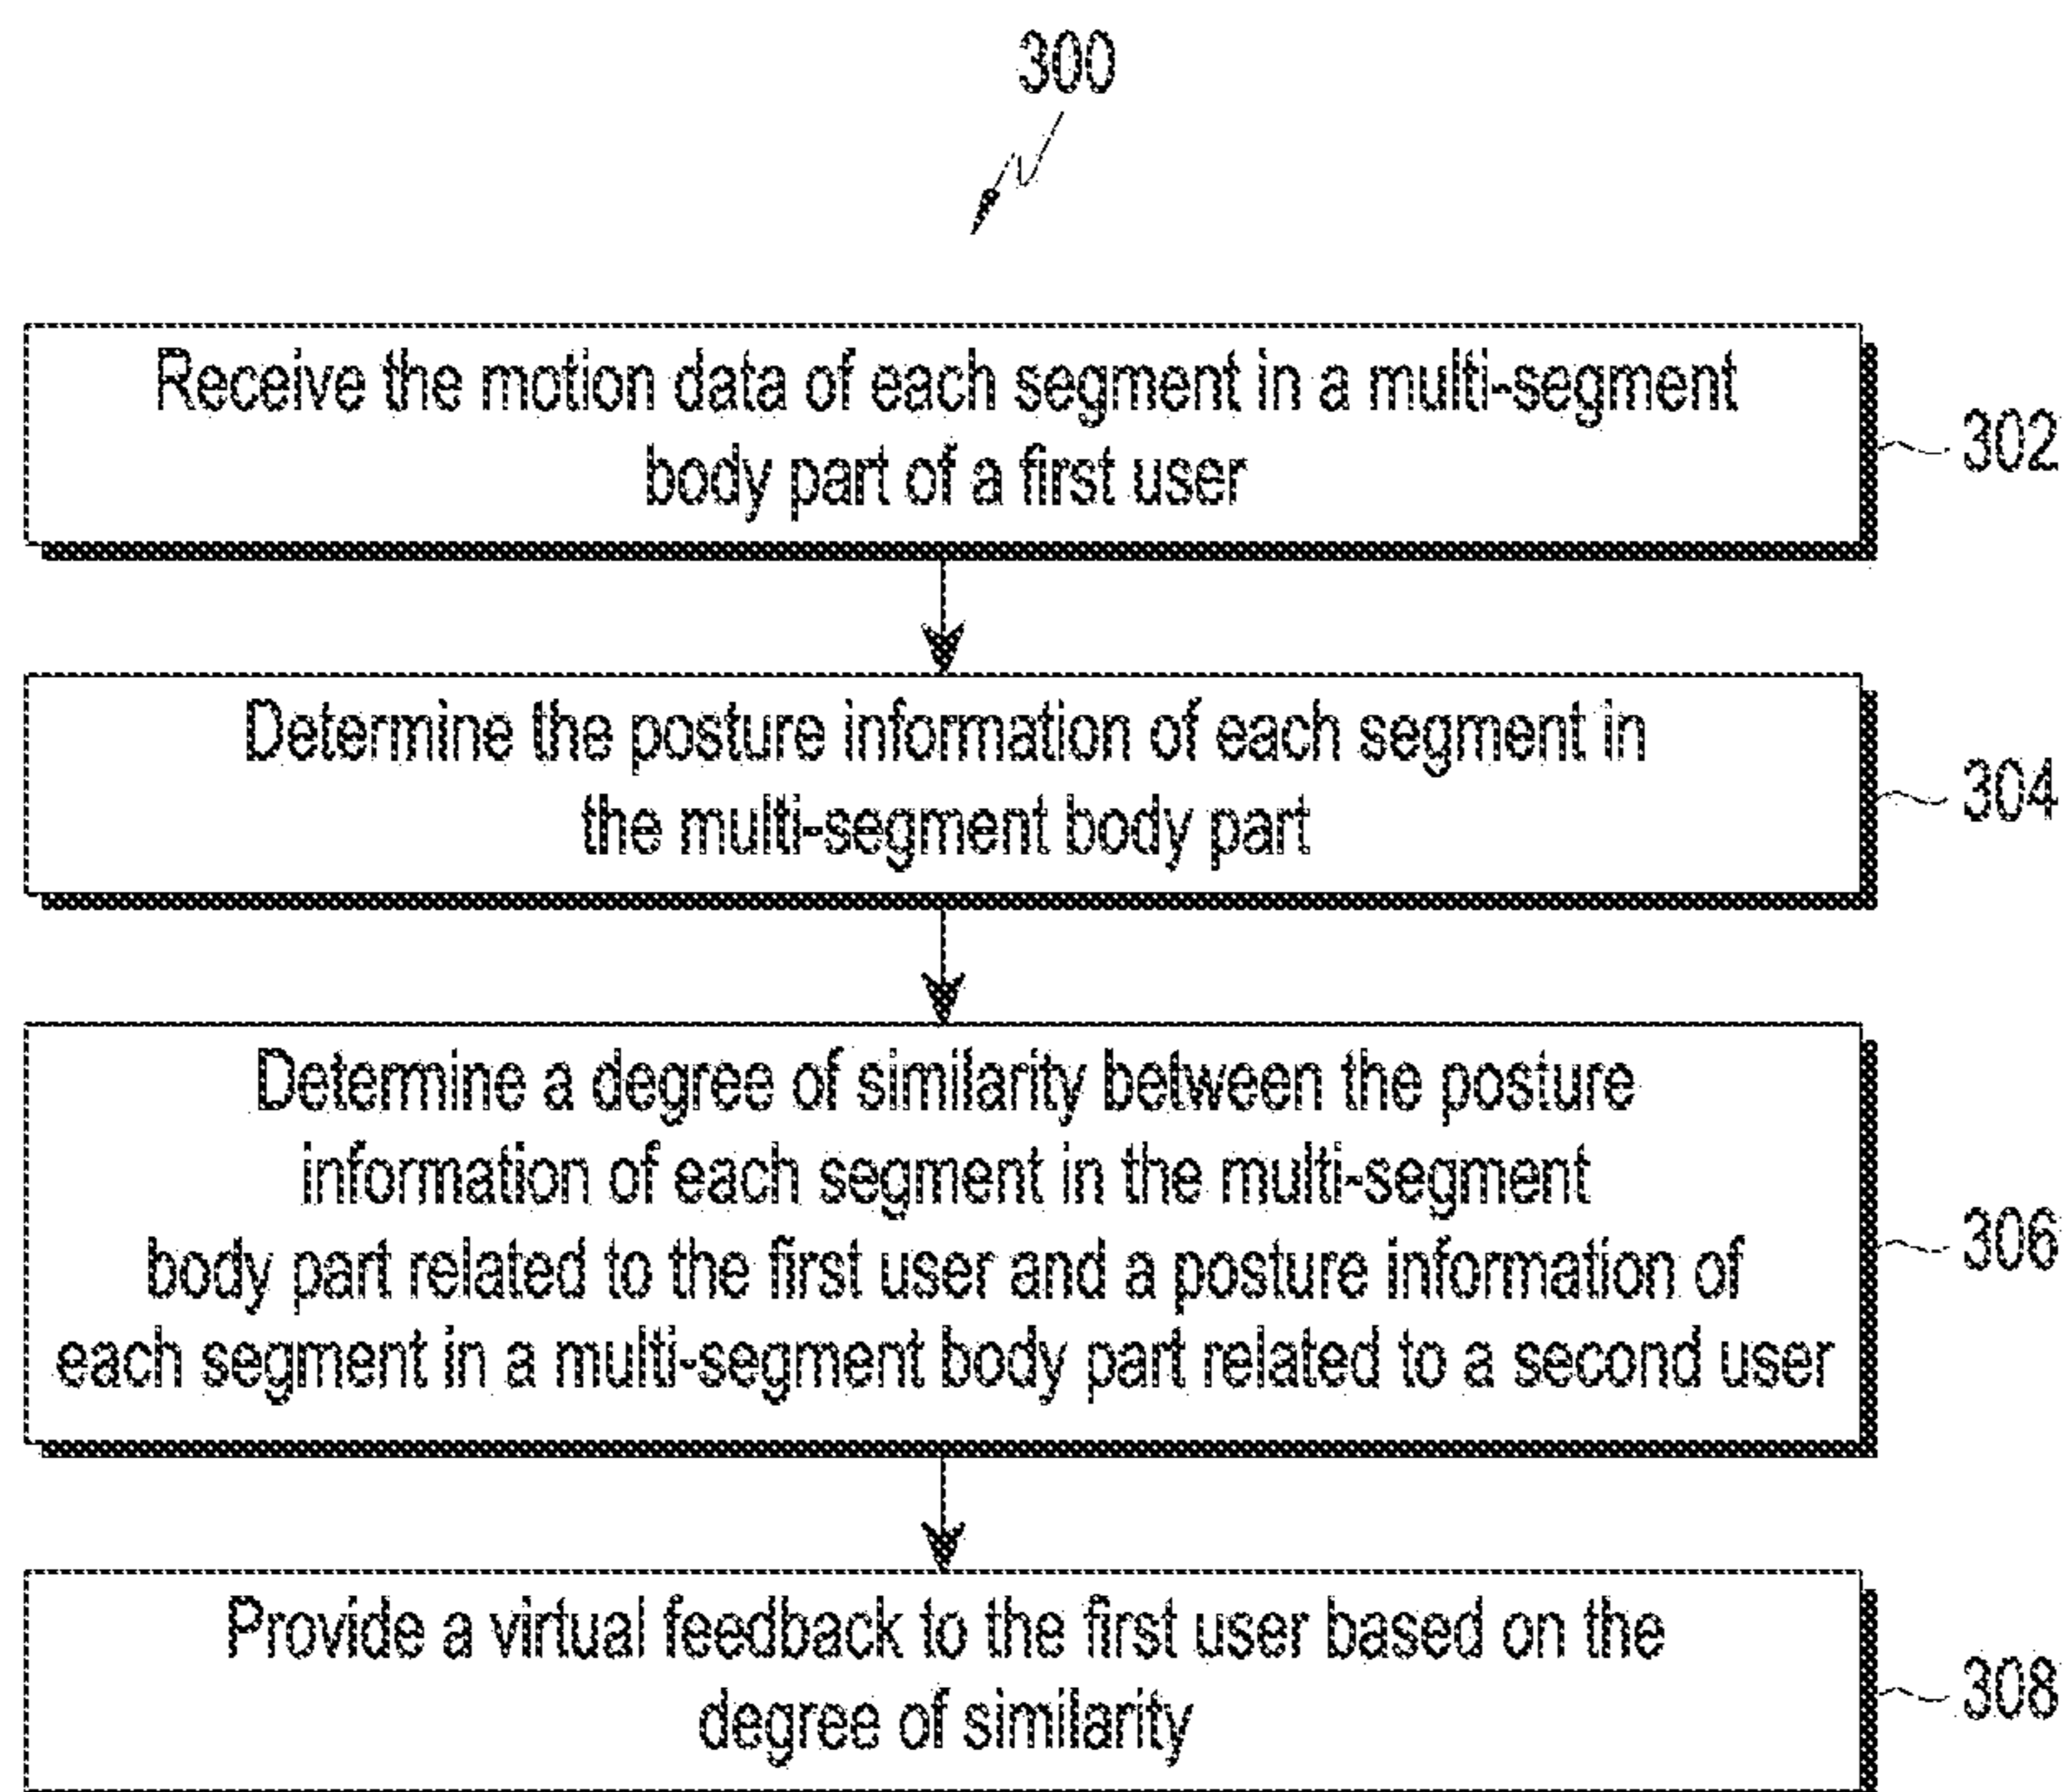 300
Receive the motion data of each segment in a multi-segment
body part of a first user
302
Determine the posture information of each segment in
the multi-segment body part
304
Determine a degree of similarity between the posture
information of each segment in the multi-segment
body part related to the first user and a posture information of
each segment in a multi-segment body part related to a second user
306
Provide a virtual feedback to the first user based on the
degree of similarity
308